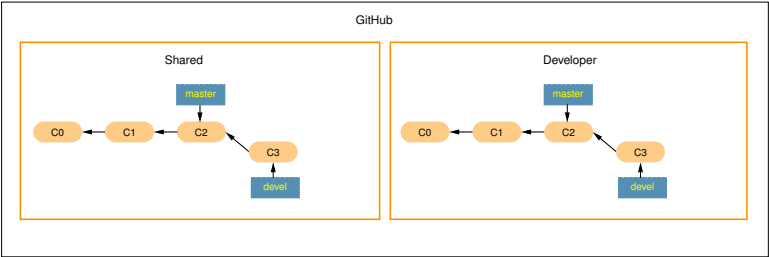 GitHub
Shared
master
C0
C1
C2
C3
devel
Developer
master
C0
C1
C2
C3
devel